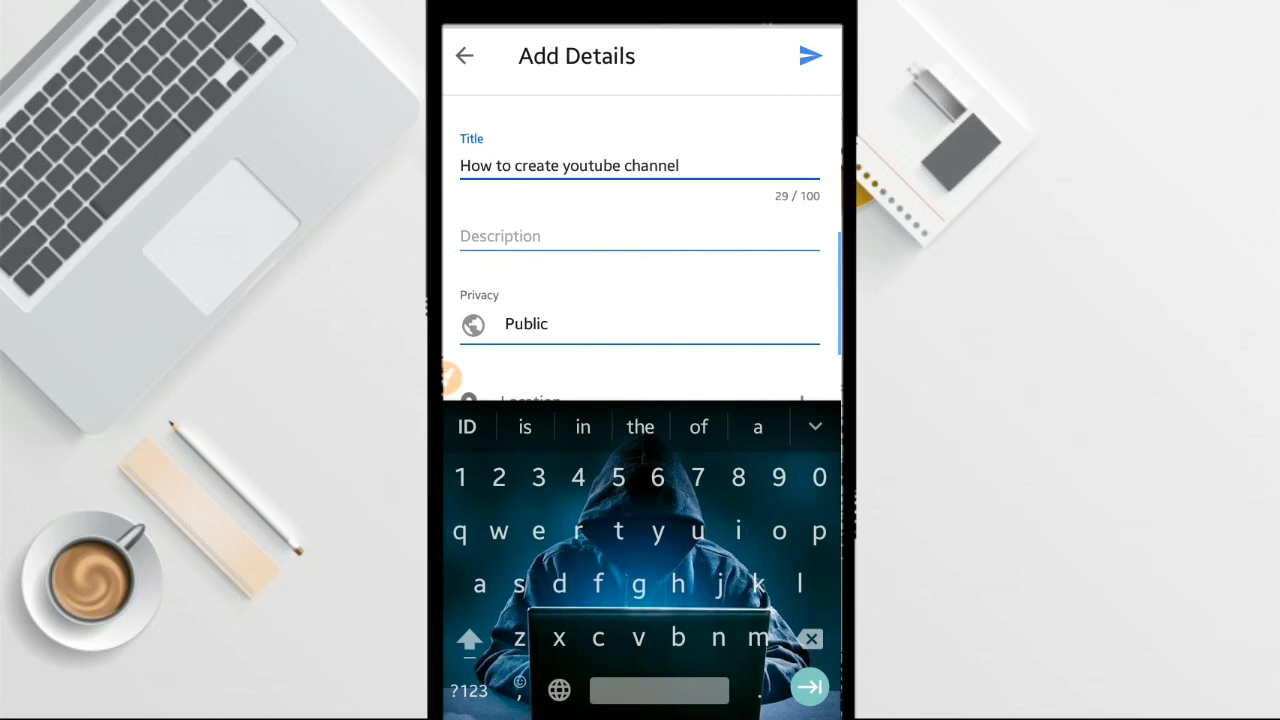 Add Details
Title
How to create youtube channel
29 / 100
Description
Privacy
Public
Location
ID is in the of a
1 2 3 4 5 6 7 8 9 0
q w e r t y u i o p
a s d f g h j k l
z x c v b n m
?123 , .